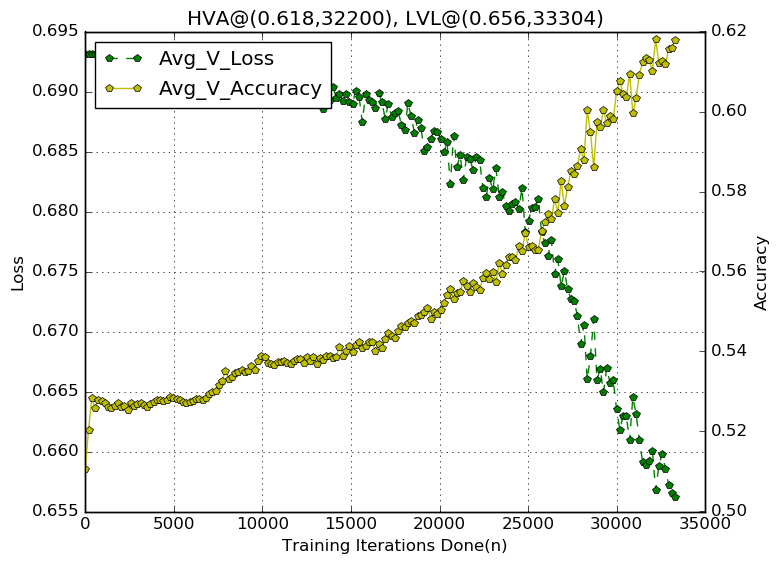 HVA@(0.618,32200), LVL@(0.656,33304)
Avg_V_Loss
Avg_V_Accuracy
0.695
0.690
0.685
0.680
0.675
0.670
0.665
0.660
0.655
Loss
0.62
0.60
0.58
0.56
0.54
0.52
0.50
Accuracy
0 5000 10000 15000 20000 25000 30000 35000
Training Iterations Done(n)